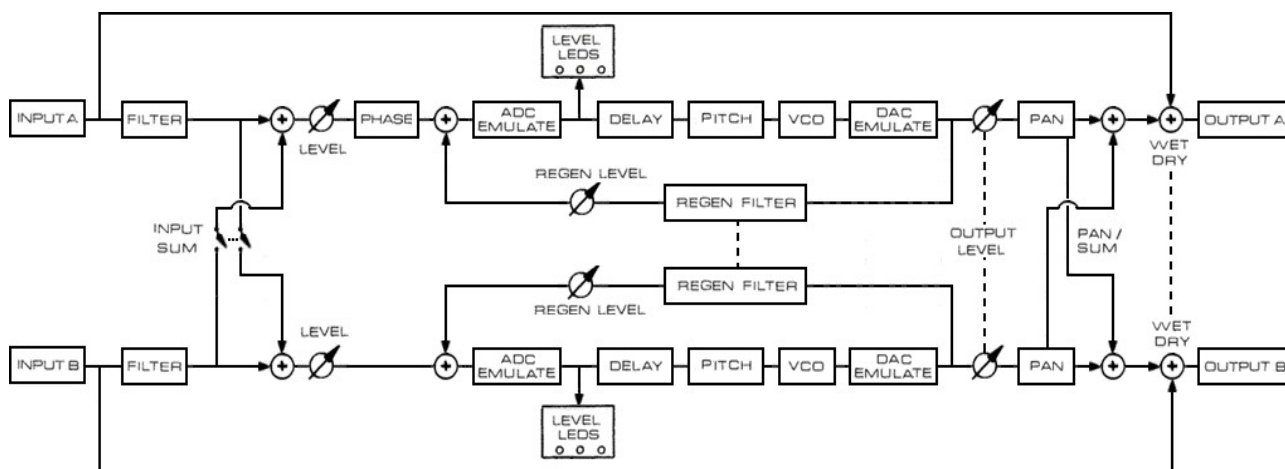 LEVEL
LEDS
INPUT A
FILTER
+
LEVEL
PHASE
+
ADC
EMULATE
DELAY
PITCH
VCO
DAC
EMULATE
PAN
+
+
WET
DRY
OUTPUT A
REGEN LEVEL
REGEN FILTER
INPUT
SUM
OUTPUT
LEVEL
PAN /
SUM
REGEN LEVEL
REGEN FILTER
WET
DRY
INPUT B
FILTER
+
LEVEL
+
ADC
EMULATE
DELAY
PITCH
VCO
DAC
EMULATE
PAN
+
+
OUTPUT B
LEVEL
LEDS